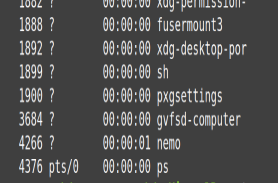 1882 ? 00:00:00 xdg-permission-
1888 ? 00:00:00 fusermount3
1892 ? 00:00:00 xdg-desktop-por
1899 ? 00:00:00 sh
1900 ? 00:00:00 pxgsettings
3684 ? 00:00:00 gvfsd-computer
4266 ? 00:00:01 nemo
4376 pts/0 00:00:00 ps